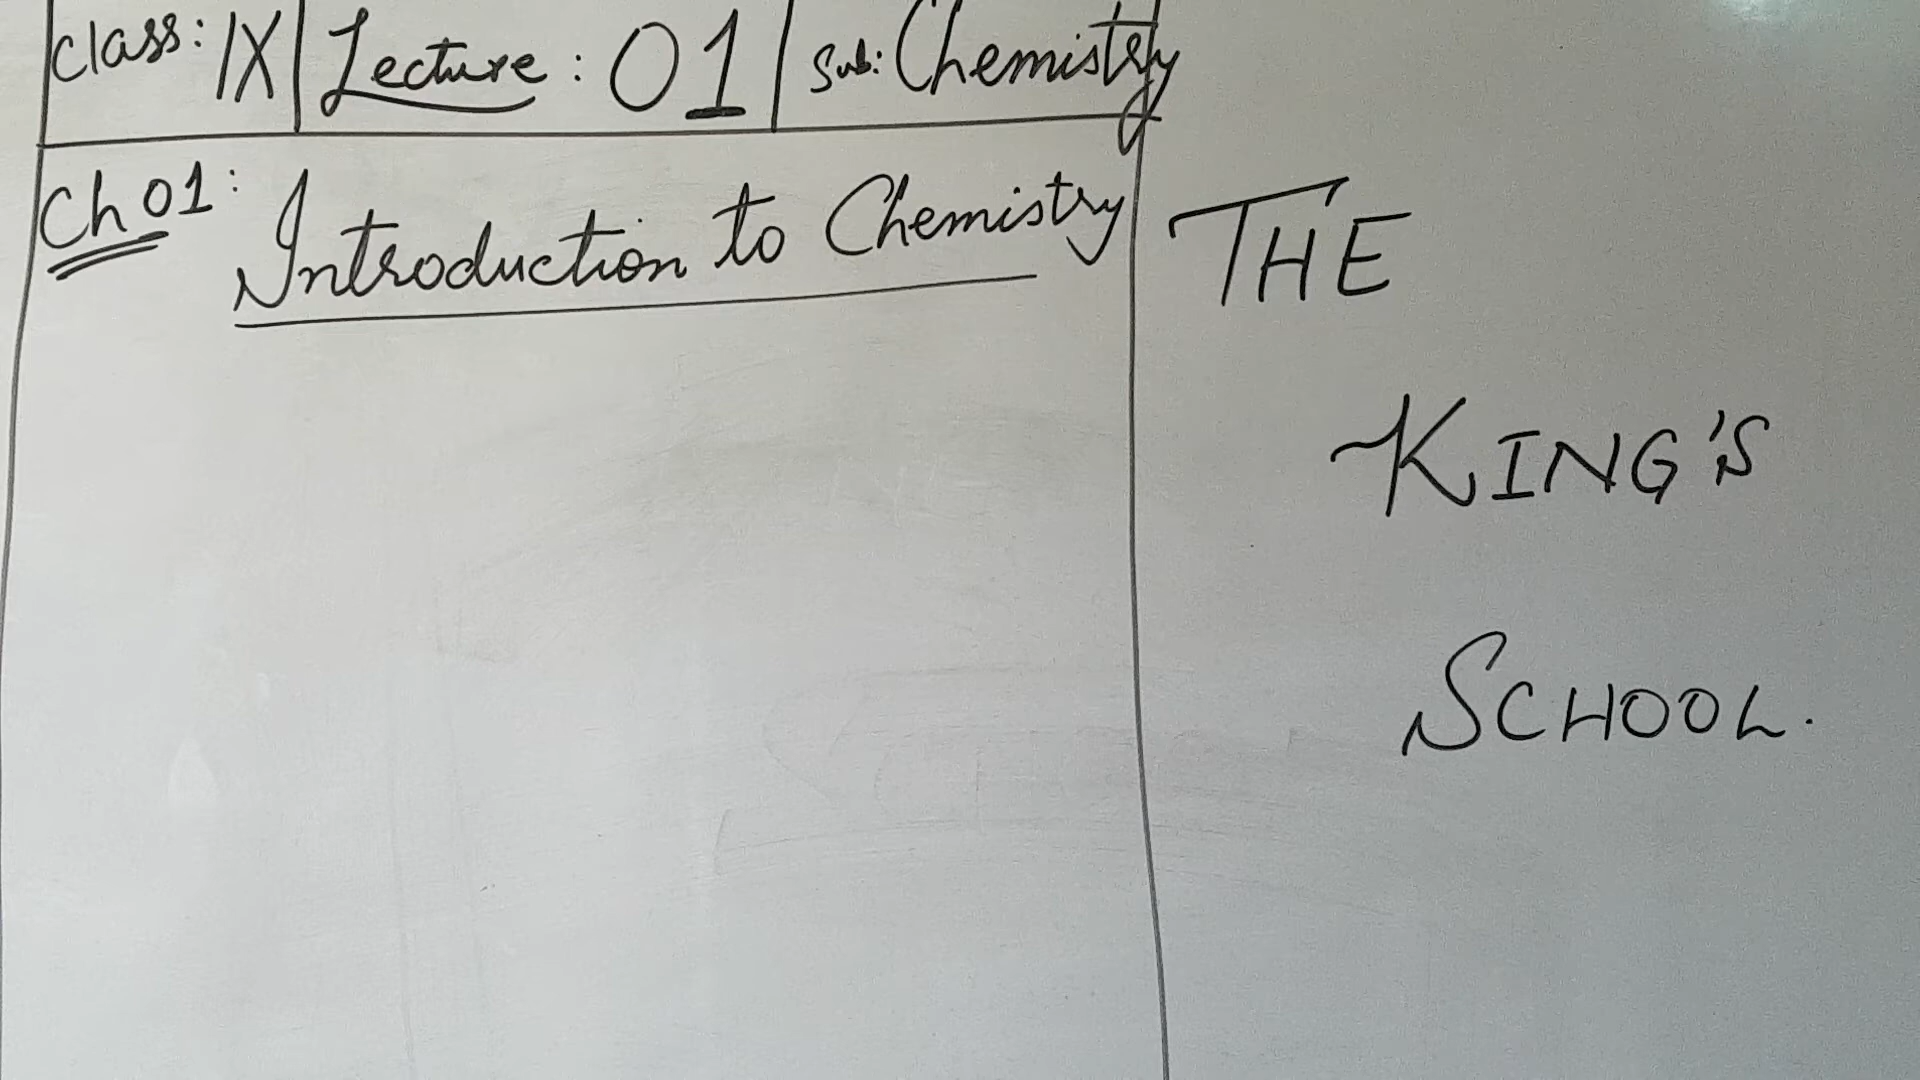 Class: IX | Lecture: 01 | Sub: Chemistry
Ch 01: Introduction to Chemistry
THE
KING'S
SCHOOL.